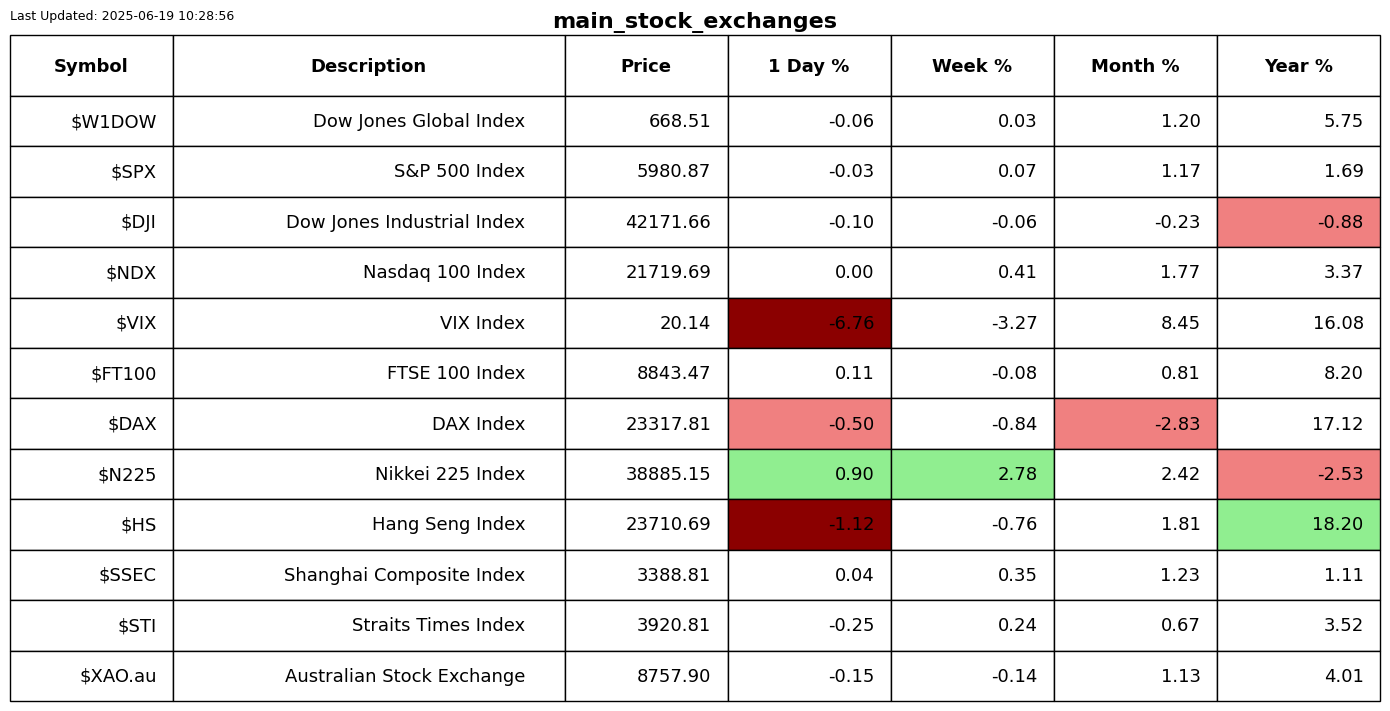 Last Updated: 2025-06-19 10:28:56
main_stock_exchanges
Symbol Description Price 1 Day % Week % Month % Year %
$W1DOW Dow Jones Global Index 668.51 -0.06 0.03 1.20 5.75
$SPX S&P 500 Index 5980.87 -0.03 0.07 1.17 1.69
$DJI Dow Jones Industrial Index 42171.66 -0.10 -0.06 -0.23 -0.88
$NDX Nasdaq 100 Index 21719.69 0.00 0.41 1.77 3.37
$VIX VIX Index 20.14 -6.76 -3.27 8.45 16.08
$FT100 FTSE 100 Index 8843.47 0.11 -0.08 0.81 8.20
$DAX DAX Index 23317.81 -0.50 -0.84 -2.83 17.12
$N225 Nikkei 225 Index 38885.15 0.90 2.78 2.42 -2.53
$HS Hang Seng Index 23710.69 -1.12 -0.76 1.81 18.20
$SSEC Shanghai Composite Index 3388.81 0.04 0.35 1.23 1.11
$STI Straits Times Index 3920.81 -0.25 0.24 0.67 3.52
$XAO.au Australian Stock Exchange 8757.90 -0.15 -0.14 1.13 4.01